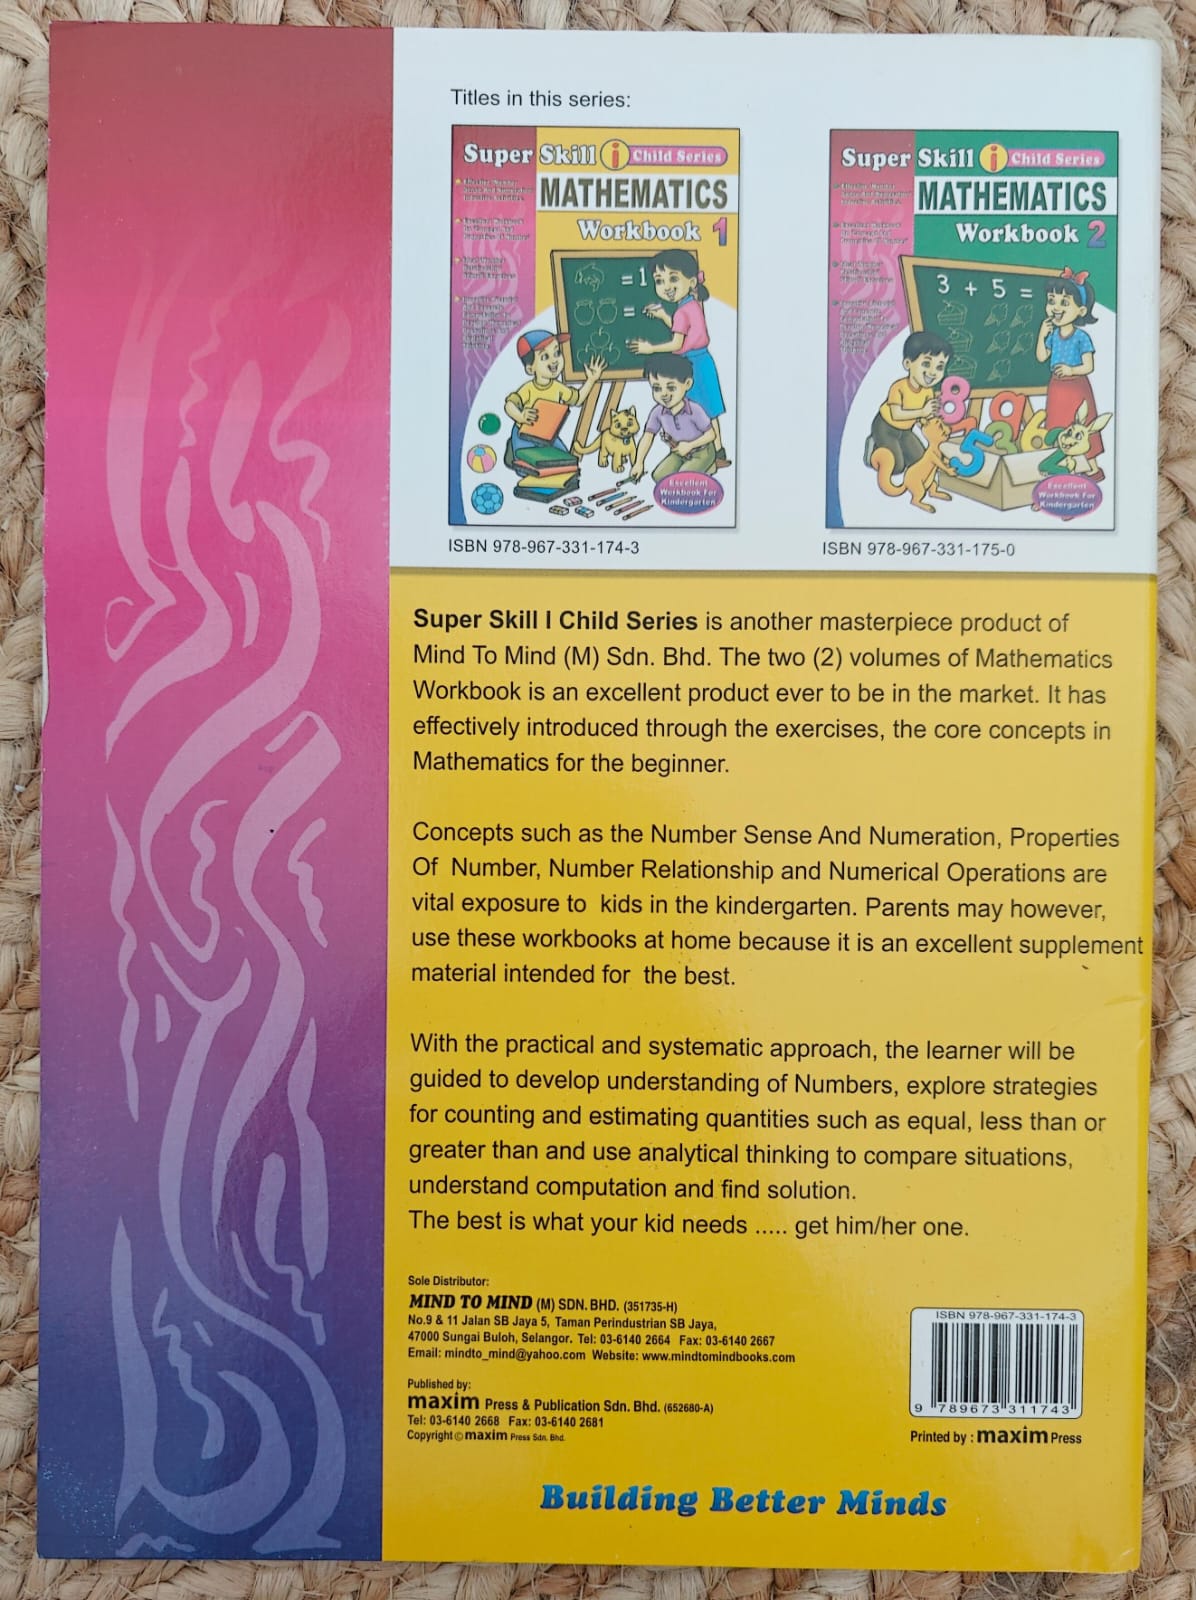 Titles in this series:
Super Skill i Child Series
MATHEMATICS
Workbook 1
= 1
=
Excellent
Workbook For
Kindergarten
ISBN 978-967-331-174-3
Super Skill i Child Series
MATHEMATICS
Workbook 2
3 + 5 =
8 9 6 2
5 3 2
Excellent
Workbook For
Kindergarten
ISBN 978-967-331-175-0
Super Skill I Child Series is another masterpiece product of
Mind To Mind (M) Sdn. Bhd. The two (2) volumes of Mathematics
Workbook is an excellent product ever to be in the market. It has
effectively introduced through the exercises, the core concepts in
Mathematics for the beginner.
Concepts such as the Number Sense And Numeration, Properties
Of Number, Number Relationship and Numerical Operations are
vital exposure to kids in the kindergarten. Parents may however,
use these workbooks at home because it is an excellent supplement
material intended for the best.
With the practical and systematic approach, the learner will be
guided to develop understanding of Numbers, explore strategies
for counting and estimating quantities such as equal, less than or
greater than and use analytical thinking to compare situations,
understand computation and find solution.
The best is what your kid needs ..... get him/her one.
Sole Distributor:
MIND TO MIND (M) SDN. BHD. (351735-H)
No.9 & 11 Jalan SB Jaya 5, Taman Perindustrian SB Jaya,
47000 Sungai Buloh, Selangor. Tel: 03-6140 2664 Fax: 03-6140 2667
Email: mindto_mind@yahoo.com Website: www.mindtomindbooks.com
Published by:
maxim Press & Publication Sdn. Bhd. (652680-A)
Tel: 03-6140 2668 Fax: 03-6140 2681
Copyright © maxim Press Sdn. Bhd.
ISBN 978-967-331-174-3
9 789673 311743
Printed by : maxim Press
Building Better Minds